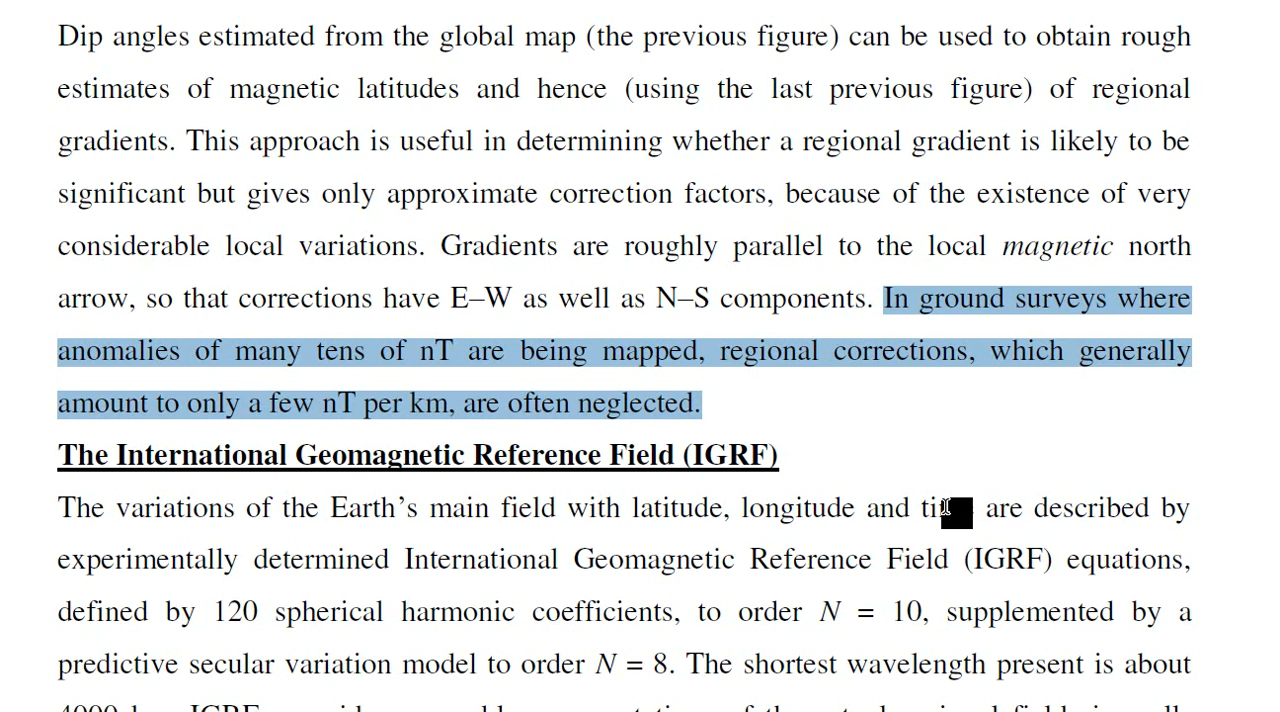 Dip angles estimated from the global map (the previous figure) can be used to obtain rough
estimates of magnetic latitudes and hence (using the last previous figure) of regional
gradients. This approach is useful in determining whether a regional gradient is likely to be
significant but gives only approximate correction factors, because of the existence of very
considerable local variations. Gradients are roughly parallel to the local magnetic north
arrow, so that corrections have E–W as well as N–S components. In ground surveys where
anomalies of many tens of nT are being mapped, regional corrections, which generally
amount to only a few nT per km, are often neglected.
The International Geomagnetic Reference Field (IGRF)
The variations of the Earth's main field with latitude, longitude and are described by
experimentally determined International Geomagnetic Reference Field (IGRF) equations,
defined by 120 spherical harmonic coefficients, to order N = 10, supplemented by a
predictive secular variation model to order N = 8. The shortest wavelength present is about